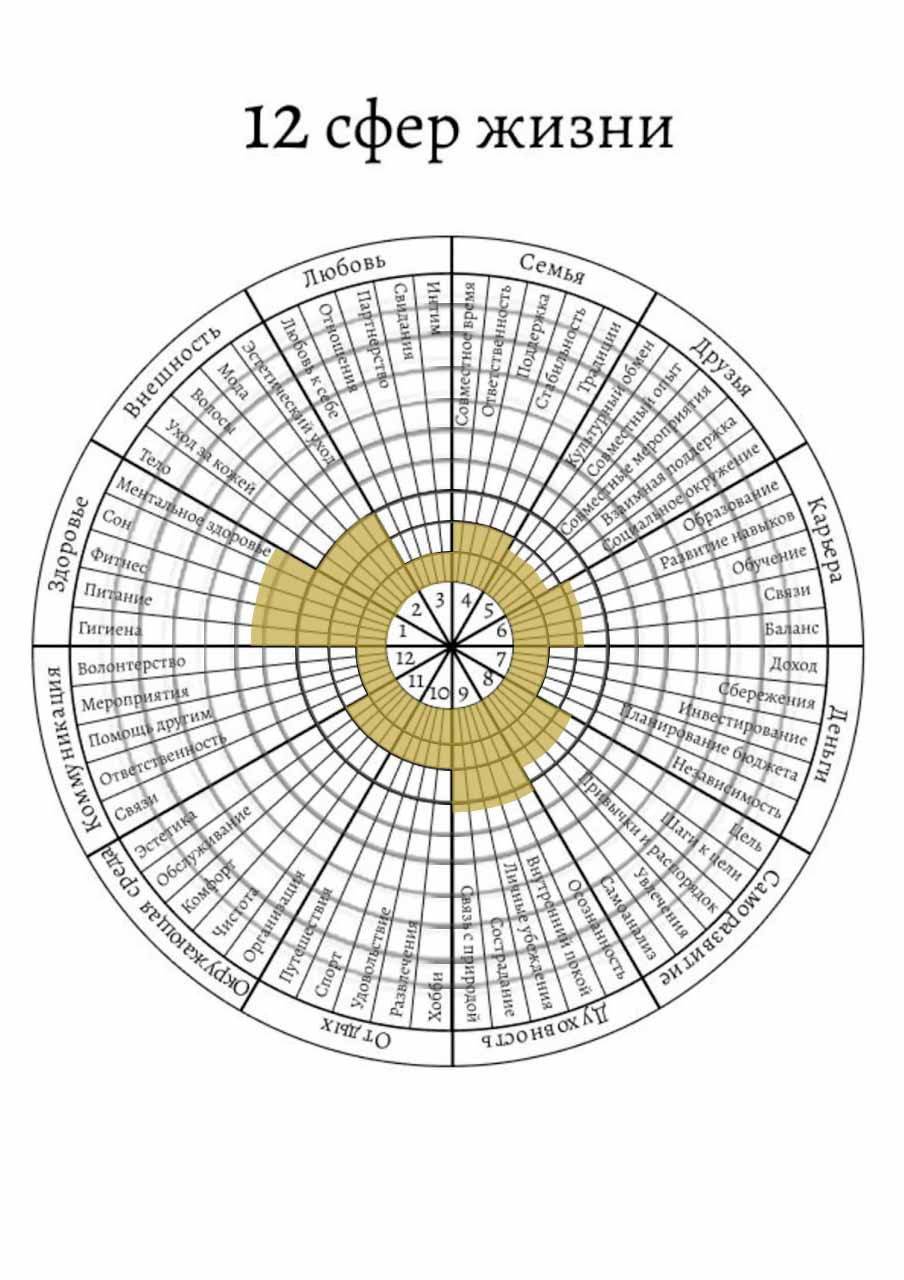 12 сфер жизни
Любовь
Семья
Друзья
Карьера
Деньги
Саморазвитие
Духовность
Отдых
Окружающая среда
Коммуникация
Здоровье
Внешность
Любовь к себе
Отношения
Партнерство
Свидания
Интим
Совместное время
Ответственность
Поддержка
Стабильность
Традиции
Культурный обмен
Совместный опыт
Совместные мероприятия
Взаимная поддержка
Социальное окружение
Образование
Развитие навыков
Обучение
Связи
Баланс
Доход
Сбережения
Инвестирование
Планирование бюджета
Независимость
Цель
Шаги к цели
Привычки и распорядок
Увлечения
Самоанализ
Осознанность
Внутренний покой
Личные убеждения
Сострадание
Связь с природой
Хобби
Развлечения
Удовольствие
Спорт
Путешествия
Организация
Чистота
Комфорт
Обслуживание
Эстетика
Связи
Ответственность
Помощь другим
Мероприятия
Волонтерство
Гигиена
Питание
Фитнес
Сон
Ментальное здоровье
Тело
Уход за кожей
Волосы
Мода
Эстетический уход
1
2
3
4
5
6
7
8
9
10
11
12